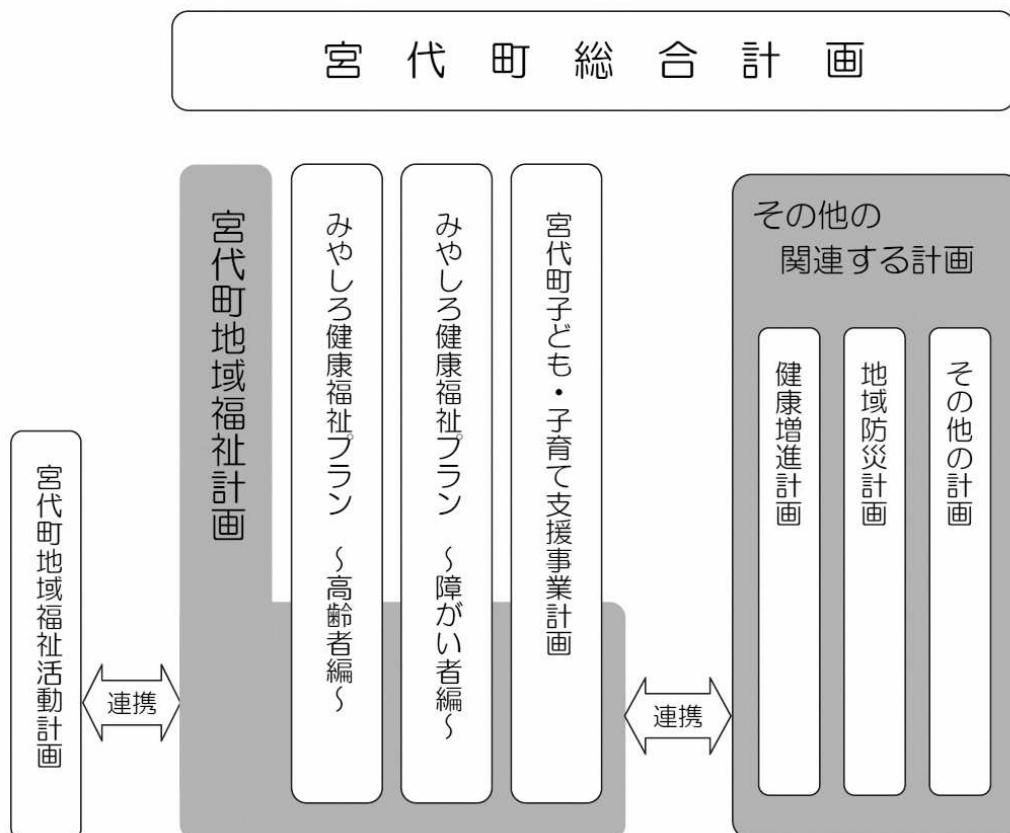 宮代町総合計画
宮代町地域福祉計画
みやしろ健康福祉プラン ～高齢者編～
みやしろ健康福祉プラン ～障がい者編～
宮代町子ども・子育て支援事業計画
その他の
関連する計画
健康増進計画
地域防災計画
その他の計画
宮代町地域福祉活動計画
連携
連携